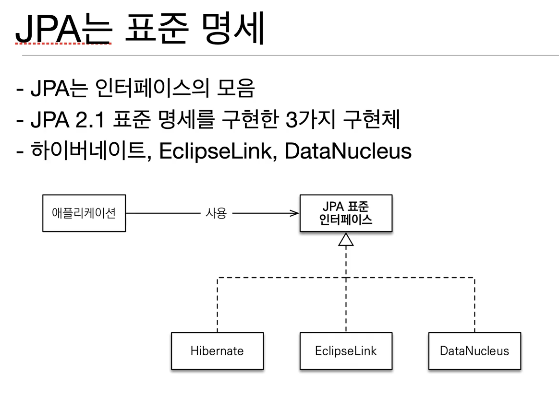 JPA는 표준 명세
- JPA는 인터페이스의 모음
- JPA 2.1 표준 명세를 구현한 3가지 구현체
- 하이버네이트, EclipseLink, DataNucleus
애플리케이션
사용
JPA 표준
인터페이스
Hibernate
EclipseLink
DataNucleus